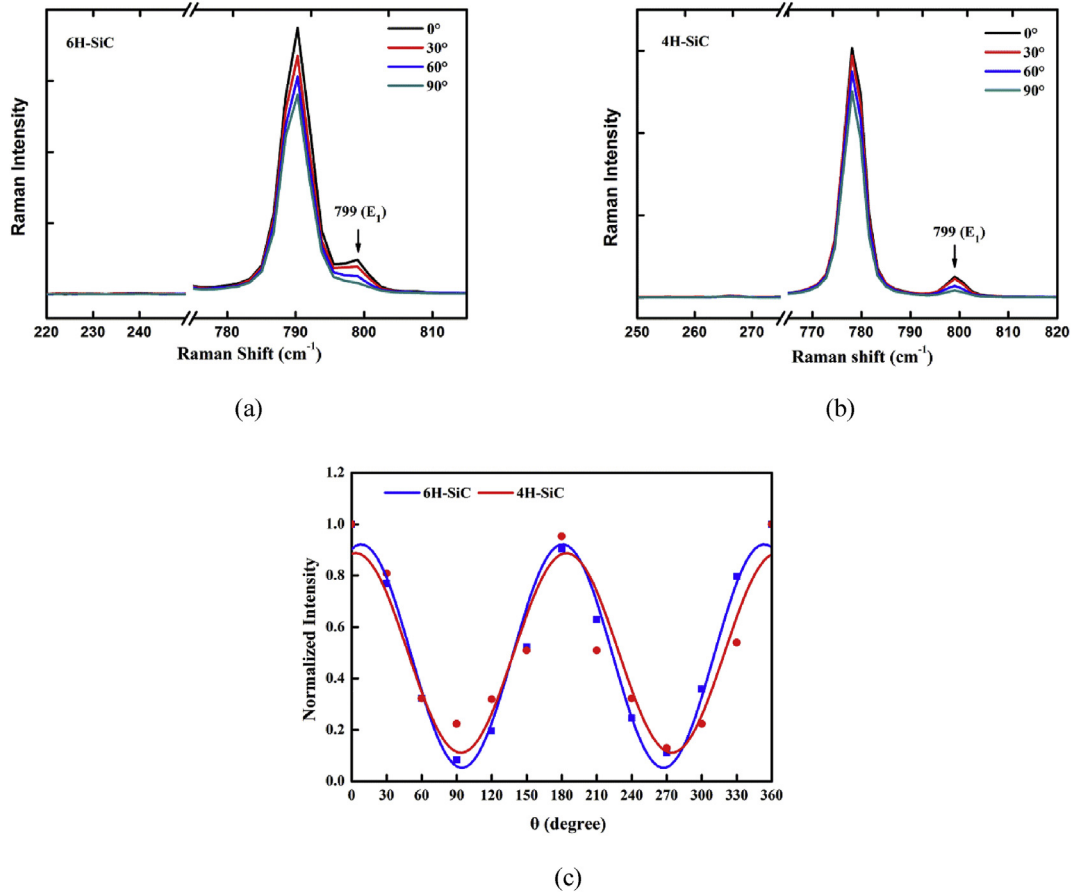 6H-SiC
0°
30°
60°
90°
799 (E₁)
Raman Intensity
220 230 240 780 790 800 810
Raman Shift (cm⁻¹)
(a)
4H-SiC
0°
30°
60°
90°
799 (E₁)
Raman Intensity
250 260 270 770 780 790 800 810 820
Raman shift (cm⁻¹)
(b)
6H-SiC 4H-SiC
1.2
1.0
0.8
0.6
0.4
0.2
0.0
Normalized Intensity
0 30 60 90 120 150 180 210 240 270 300 330 360
θ (degree)
(c)